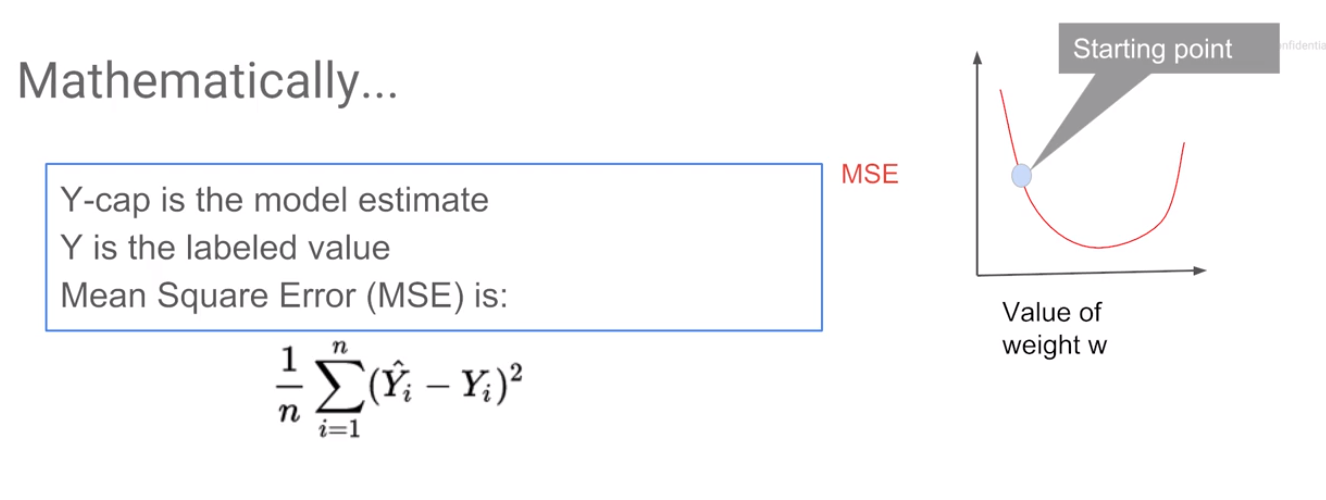 Mathematically...
Y-cap is the model estimate
Y is the labeled value
Mean Square Error (MSE) is:
\frac{1}{n} \sum_{i=1}^{n} (\hat{Y}_i - Y_i)^2
MSE
Starting point
Value of
weight w